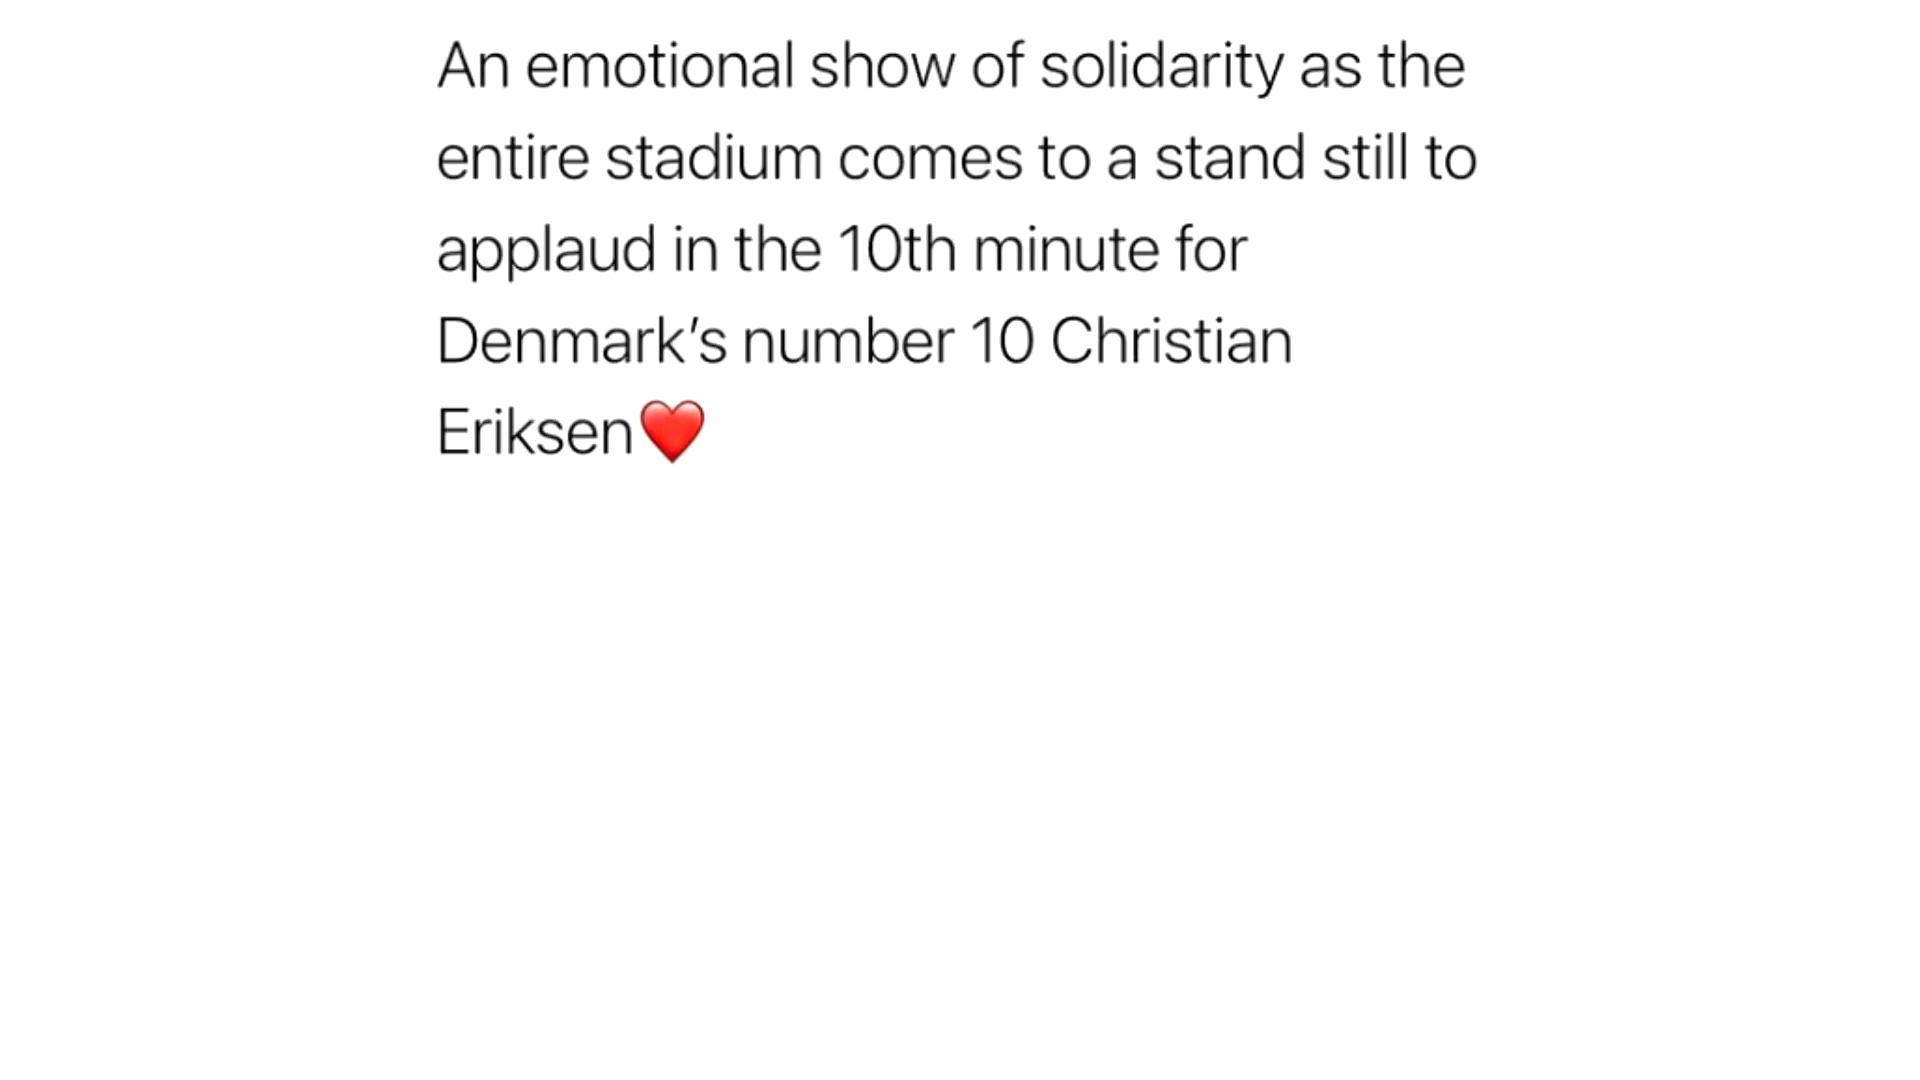 An emotional show of solidarity as the
entire stadium comes to a stand still to
applaud in the 10th minute for
Denmark’s number 10 Christian
Eriksen❤️